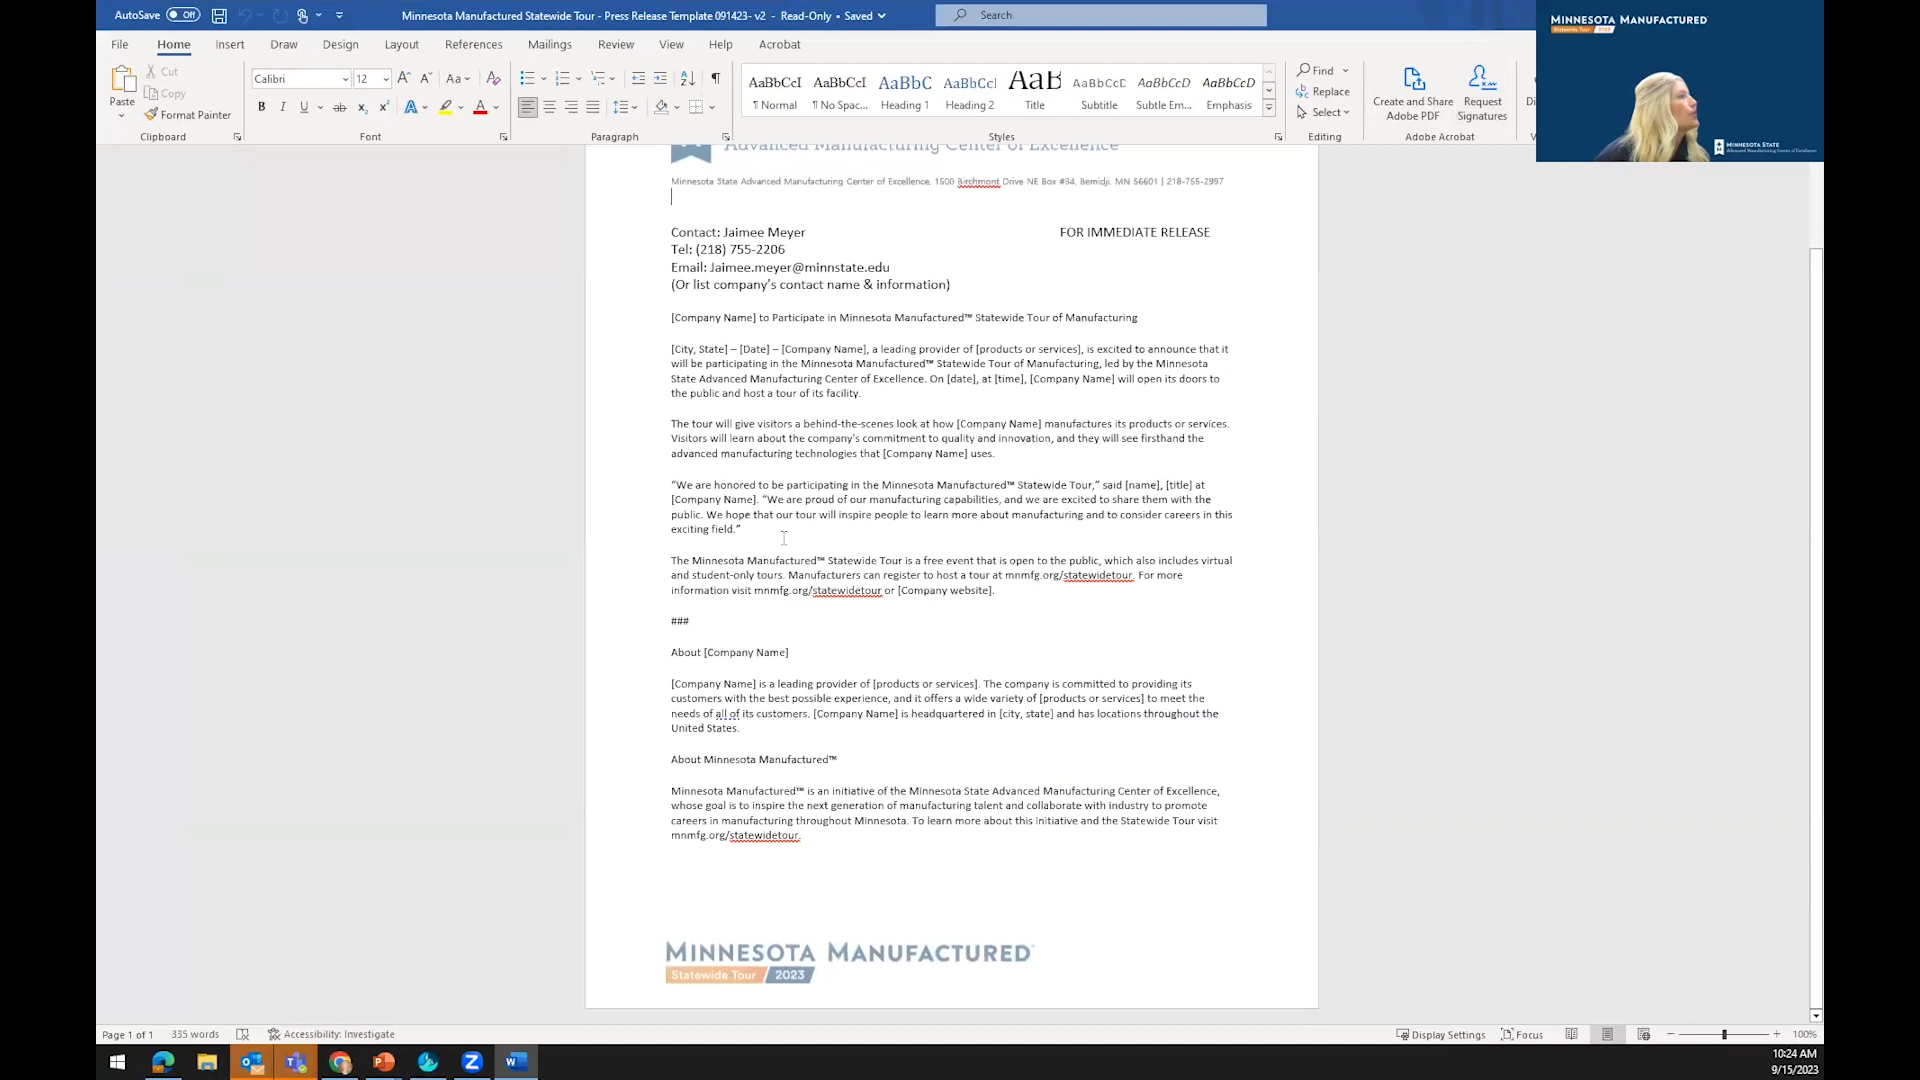 AutoSave Off Minnesota Manufactured Statewide Tour - Press Release Template 091423- v2 - Read-Only • Saved Search
MINNESOTA MANUFACTURED
Statewide Tour 2023
File Home Insert Draw Design Layout References Mailings Review View Help Acrobat
Paste
Cut
Copy
Format Painter
Clipboard
Calibri 12
Font
Paragraph
AaBbCcI AaBbCcI AaBbC AaBbCcI AaB AaBbCcD AaBbCcD AaBbCcD
¶ Normal ¶ No Spac... Heading 1 Heading 2 Title Subtitle Subtle Em... Emphasis
Styles
Find
Replace
Select
Editing
Create and Share
Adobe PDF
Request
Signatures
Adobe Acrobat
MINNESOTA STATE
Advanced Manufacturing Center of Excellence
Advanced Manufacturing Center of Excellence
Minnesota State Advanced Manufacturing Center of Excellence, 1500 Birchmont Drive NE Box #34, Bemidji, MN 56601 | 218-755-2997
Contact: Jaimee Meyer FOR IMMEDIATE RELEASE
Tel: (218) 755-2206
Email: Jaimee.meyer@minnstate.edu
(Or list company's contact name & information)
[Company Name] to Participate in Minnesota Manufactured™ Statewide Tour of Manufacturing
[City, State] – [Date] – [Company Name], a leading provider of [products or services], is excited to announce that it
will be participating in the Minnesota Manufactured™ Statewide Tour of Manufacturing, led by the Minnesota
State Advanced Manufacturing Center of Excellence. On [date], at [time], [Company Name] will open its doors to
the public and host a tour of its facility.
The tour will give visitors a behind-the-scenes look at how [Company Name] manufactures its products or services.
Visitors will learn about the company's commitment to quality and innovation, and they will see firsthand the
advanced manufacturing technologies that [Company Name] uses.
“We are honored to be participating in the Minnesota Manufactured™ Statewide Tour,” said [name], [title] at
[Company Name]. “We are proud of our manufacturing capabilities, and we are excited to share them with the
public. We hope that our tour will inspire people to learn more about manufacturing and to consider careers in this
exciting field.”
The Minnesota Manufactured™ Statewide Tour is a free event that is open to the public, which also includes virtual
and student-only tours. Manufacturers can register to host a tour at mnmfg.org/statewidetour. For more
information visit mnmfg.org/statewidetour or [Company website].
###
About [Company Name]
[Company Name] is a leading provider of [products or services]. The company is committed to providing its
customers with the best possible experience, and it offers a wide variety of [products or services] to meet the
needs of all of its customers. [Company Name] is headquartered in [city, state] and has locations throughout the
United States.
About Minnesota Manufactured™
Minnesota Manufactured™ is an initiative of the Minnesota State Advanced Manufacturing Center of Excellence,
whose goal is to inspire the next generation of manufacturing talent and collaborate with industry to promote
careers in manufacturing throughout Minnesota. To learn more about this initiative and the Statewide Tour visit
mnmfg.org/statewidetour.
MINNESOTA MANUFACTURED
Statewide Tour 2023
Page 1 of 1 335 words Accessibility: Investigate Display Settings Focus 100%
10:24 AM
9/15/2023